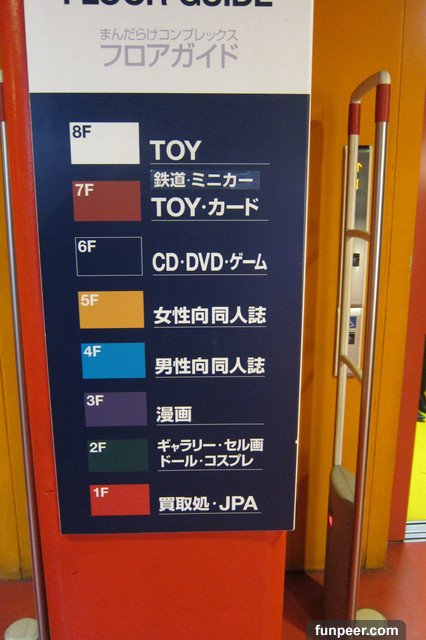 FLOOR GUIDE
まんだらけコンプレックス
フロアガイド
8F
TOY
鉄道・ミニカー
7F
TOY・カード
6F
CD・DVD・ゲーム
5F
女性向同人誌
4F
男性向同人誌
3F
漫画
2F
ギャラリー・セル画
ドール・コスプレ
1F
買取処・JPA
funpeer.com